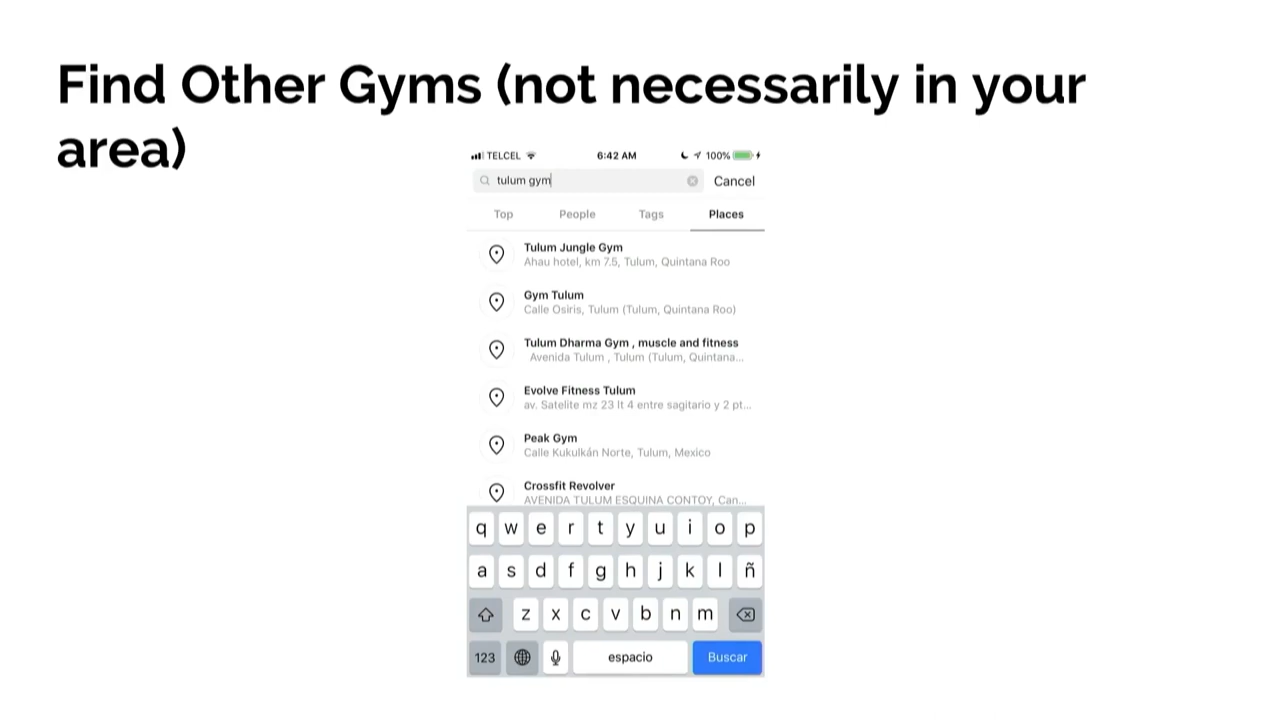 Find Other Gyms (not necessarily in your
area)
TELCEL 6:42 AM 100%
tulum gym Cancel
Top People Tags Places
Tulum Jungle Gym
Ahau hotel, km 7.5, Tulum, Quintana Roo
Gym Tulum
Calle Osiris, Tulum (Tulum, Quintana Roo)
Tulum Dharma Gym , muscle and fitness
Avenida Tulum , Tulum (Tulum, Quintana...
Evolve Fitness Tulum
av. Satelite mz 23 lt 4 entre sagitario y 2 pt...
Peak Gym
Calle Kukulkán Norte, Tulum, Mexico
Crossfit Revolver
AVENIDA TULUM ESQUINA CONTOY, Can...
q w e r t y u i o p
a s d f g h j k l ñ
z x c v b n m
123 espacio Buscar